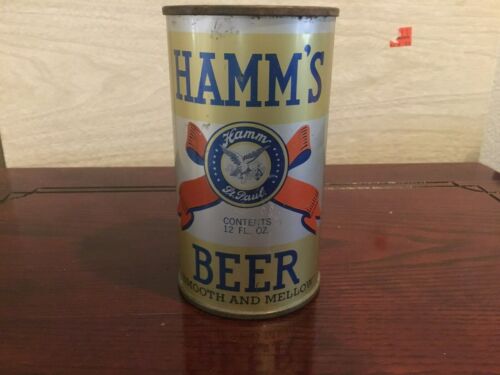 HAMM'S
Hamm
St. Paul
CONTENTS
12 FL. OZ.
BEER
SMOOTH AND MELLOW